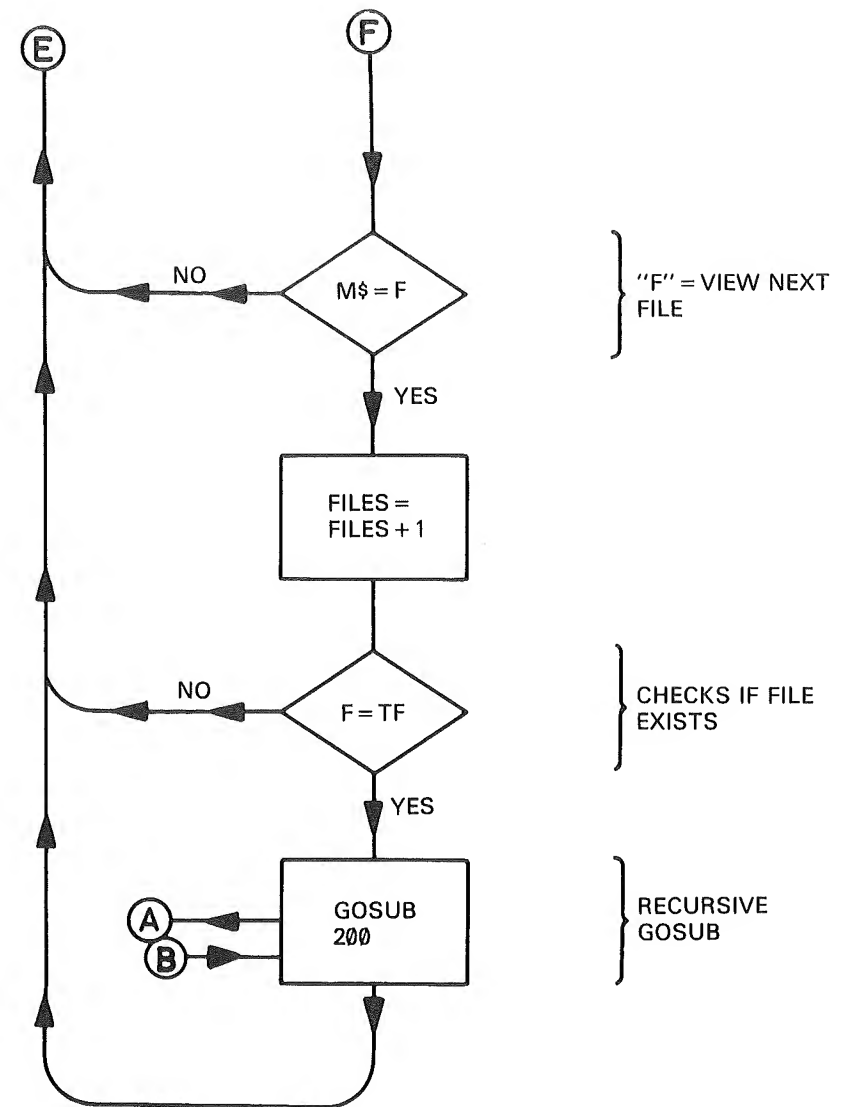 E
F
NO
M$ = F
"F" = VIEW NEXT
FILE
YES
FILES =
FILES + 1
NO
F = TF
CHECKS IF FILE
EXISTS
YES
A
B
GOSUB
200
RECURSIVE
GOSUB